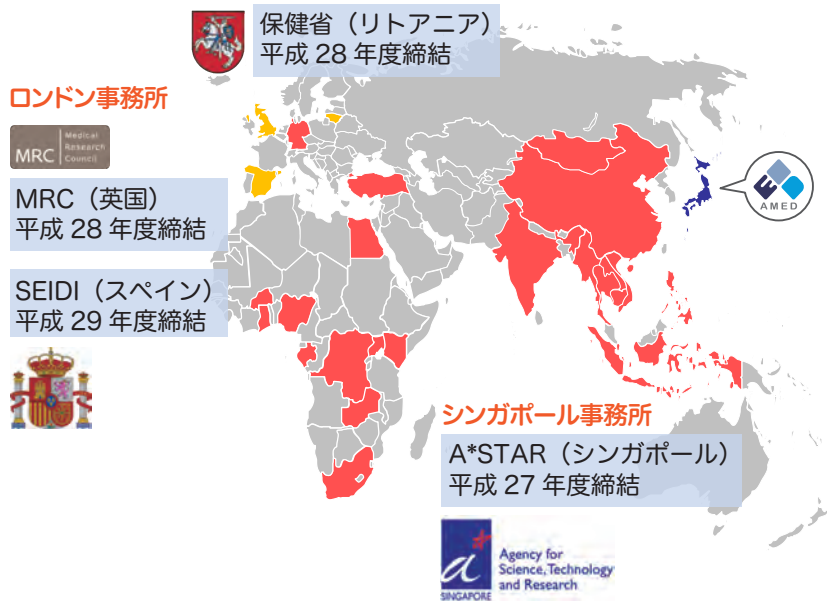 保健省（リトアニア）
平成 28 年度締結
ロンドン事務所
MRC
Medical
Research
Council
MRC（英国）
平成 28 年度締結
SEIDI（スペイン）
平成 29 年度締結
AMED
シンガポール事務所
A*STAR（シンガポール）
平成 27 年度締結
Agency for
Science, Technology
and Research
SINGAPORE